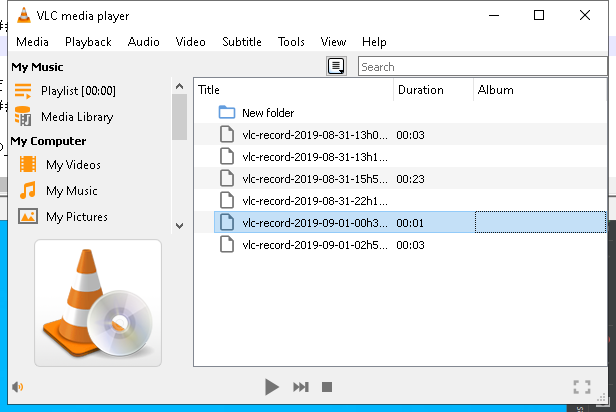 VLC media player
Media Playback Audio Video Subtitle Tools View Help
My Music
Playlist [00:00]
Media Library
My Computer
My Videos
My Music
My Pictures
Search
Title Duration Album
New folder
vlc-record-2019-08-31-13h0... 00:03
vlc-record-2019-08-31-13h1...
vlc-record-2019-08-31-15h5... 00:23
vlc-record-2019-08-31-22h1...
vlc-record-2019-09-01-00h3... 00:01
vlc-record-2019-09-01-02h5... 00:03